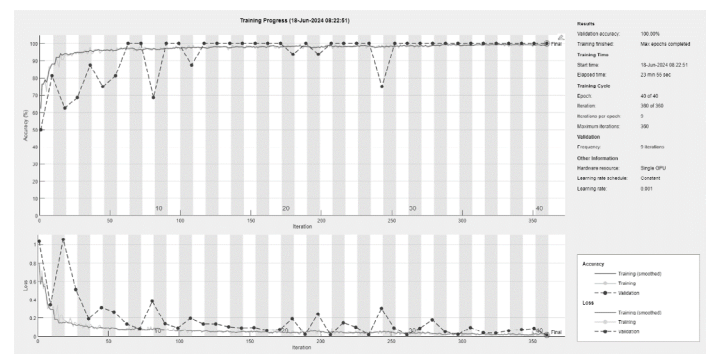 Training Progress (18-Jun-2024 08:22:51)
Results
Validation accuracy: 100.00%
Training finished: Max epochs completed
Training Time
Start time: 18-Jun-2024 08:22:51
Elapsed time: 23 min 55 sec
Training Cycle
Epoch: 40 of 40
Iteration: 360 of 360
Iterations per epoch: 9
Maximum iterations: 360
Validation
Frequency: 9 iterations
Other Information
Hardware resource: Single GPU
Learning rate schedule: Constant
Learning rate: 0.001
Accuracy (%)
100
90
80
70
60
50
40
30
20
10
0
Final
10 20 30 40
0 50 100 150 200 250 300 350
Iteration
Loss
1
0.8
0.6
0.4
0.2
0
10 20 30 40
Final
0 50 100 150 200 250 300 350
Iteration
Accuracy
Training (smoothed)
Training
Validation
Loss
Training (smoothed)
Training
Validation